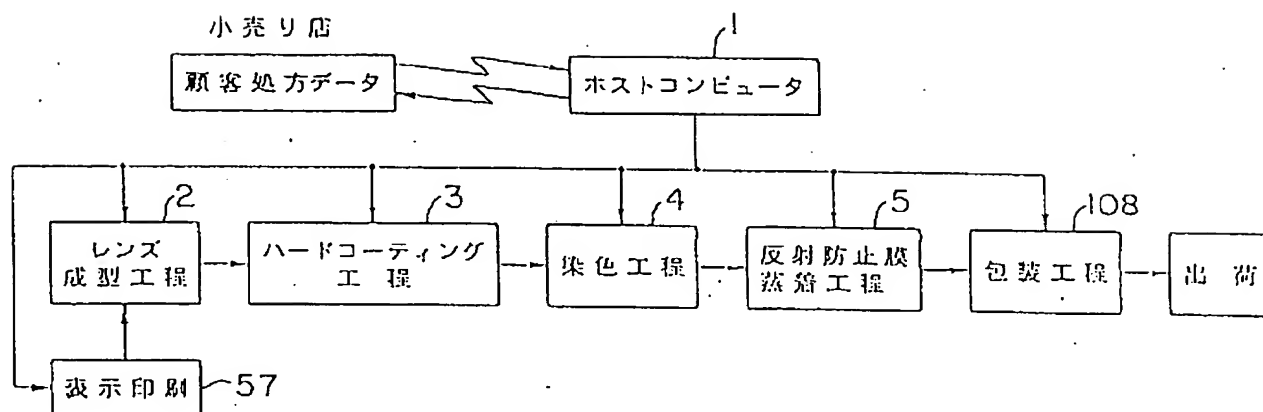 小売り店
顧客処方データ
1
ホストコンピュータ
2
レンズ
成型工程
3
ハードコーティング
工程
4
染色工程
5
反射防止膜
蒸着工程
108
包装工程
出荷
表示印刷
57